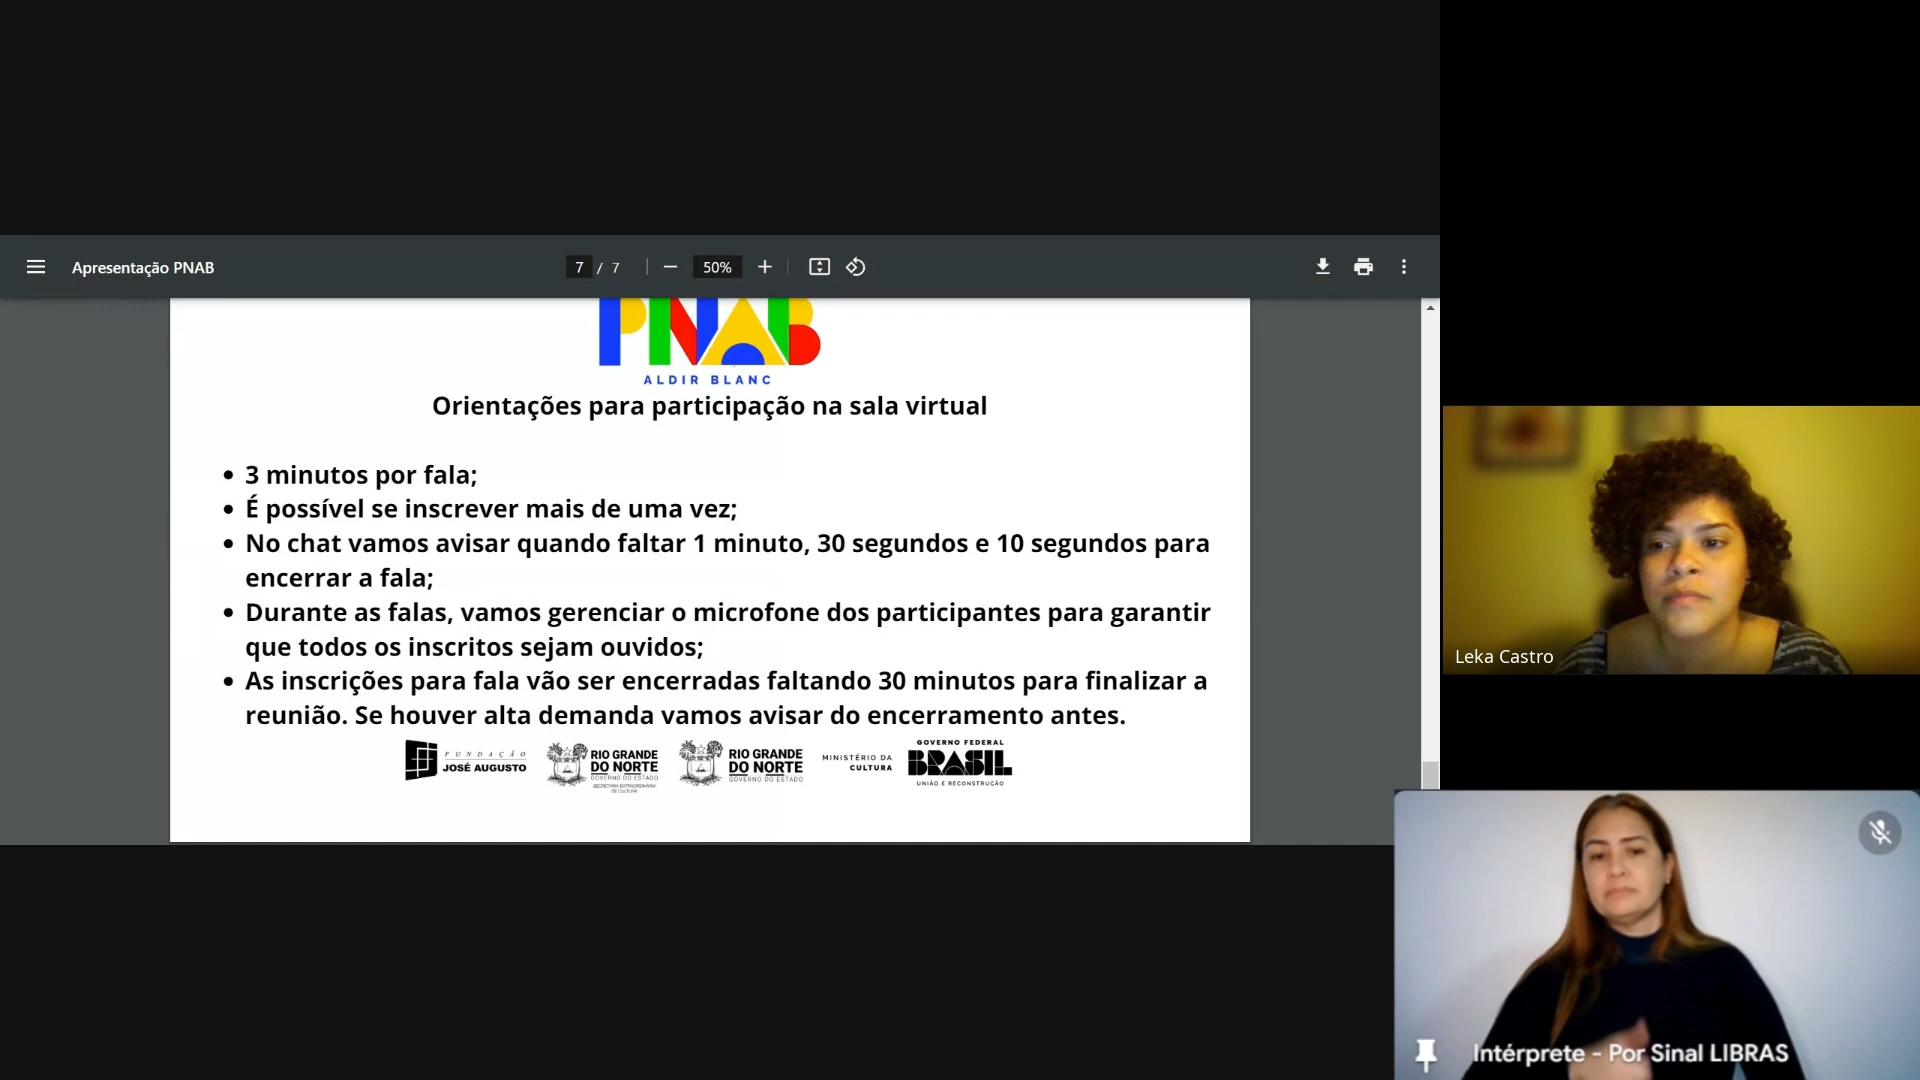 Apresentação PNAB
7 / 7
50%
PNAB
ALDIR BLANC
Orientações para participação na sala virtual
• 3 minutos por fala;
• É possível se inscrever mais de uma vez;
• No chat vamos avisar quando faltar 1 minuto, 30 segundos e 10 segundos para
encerrar a fala;
• Durante as falas, vamos gerenciar o microfone dos participantes para garantir
que todos os inscritos sejam ouvidos;
• As inscrições para fala vão ser encerradas faltando 30 minutos para finalizar a
reunião. Se houver alta demanda vamos avisar do encerramento antes.
FUNDAÇÃO
JOSÉ AUGUSTO
RIO GRANDE
DO NORTE
GOVERNO DO ESTADO
SECRETARIA EXTRAORDINÁRIA
DE CULTURA
RIO GRANDE
DO NORTE
GOVERNO DO ESTADO
MINISTÉRIO DA
CULTURA
GOVERNO FEDERAL
BRASIL
UNIÃO E RECONSTRUÇÃO
Leka Castro
Intérprete - Por Sinal LIBRAS